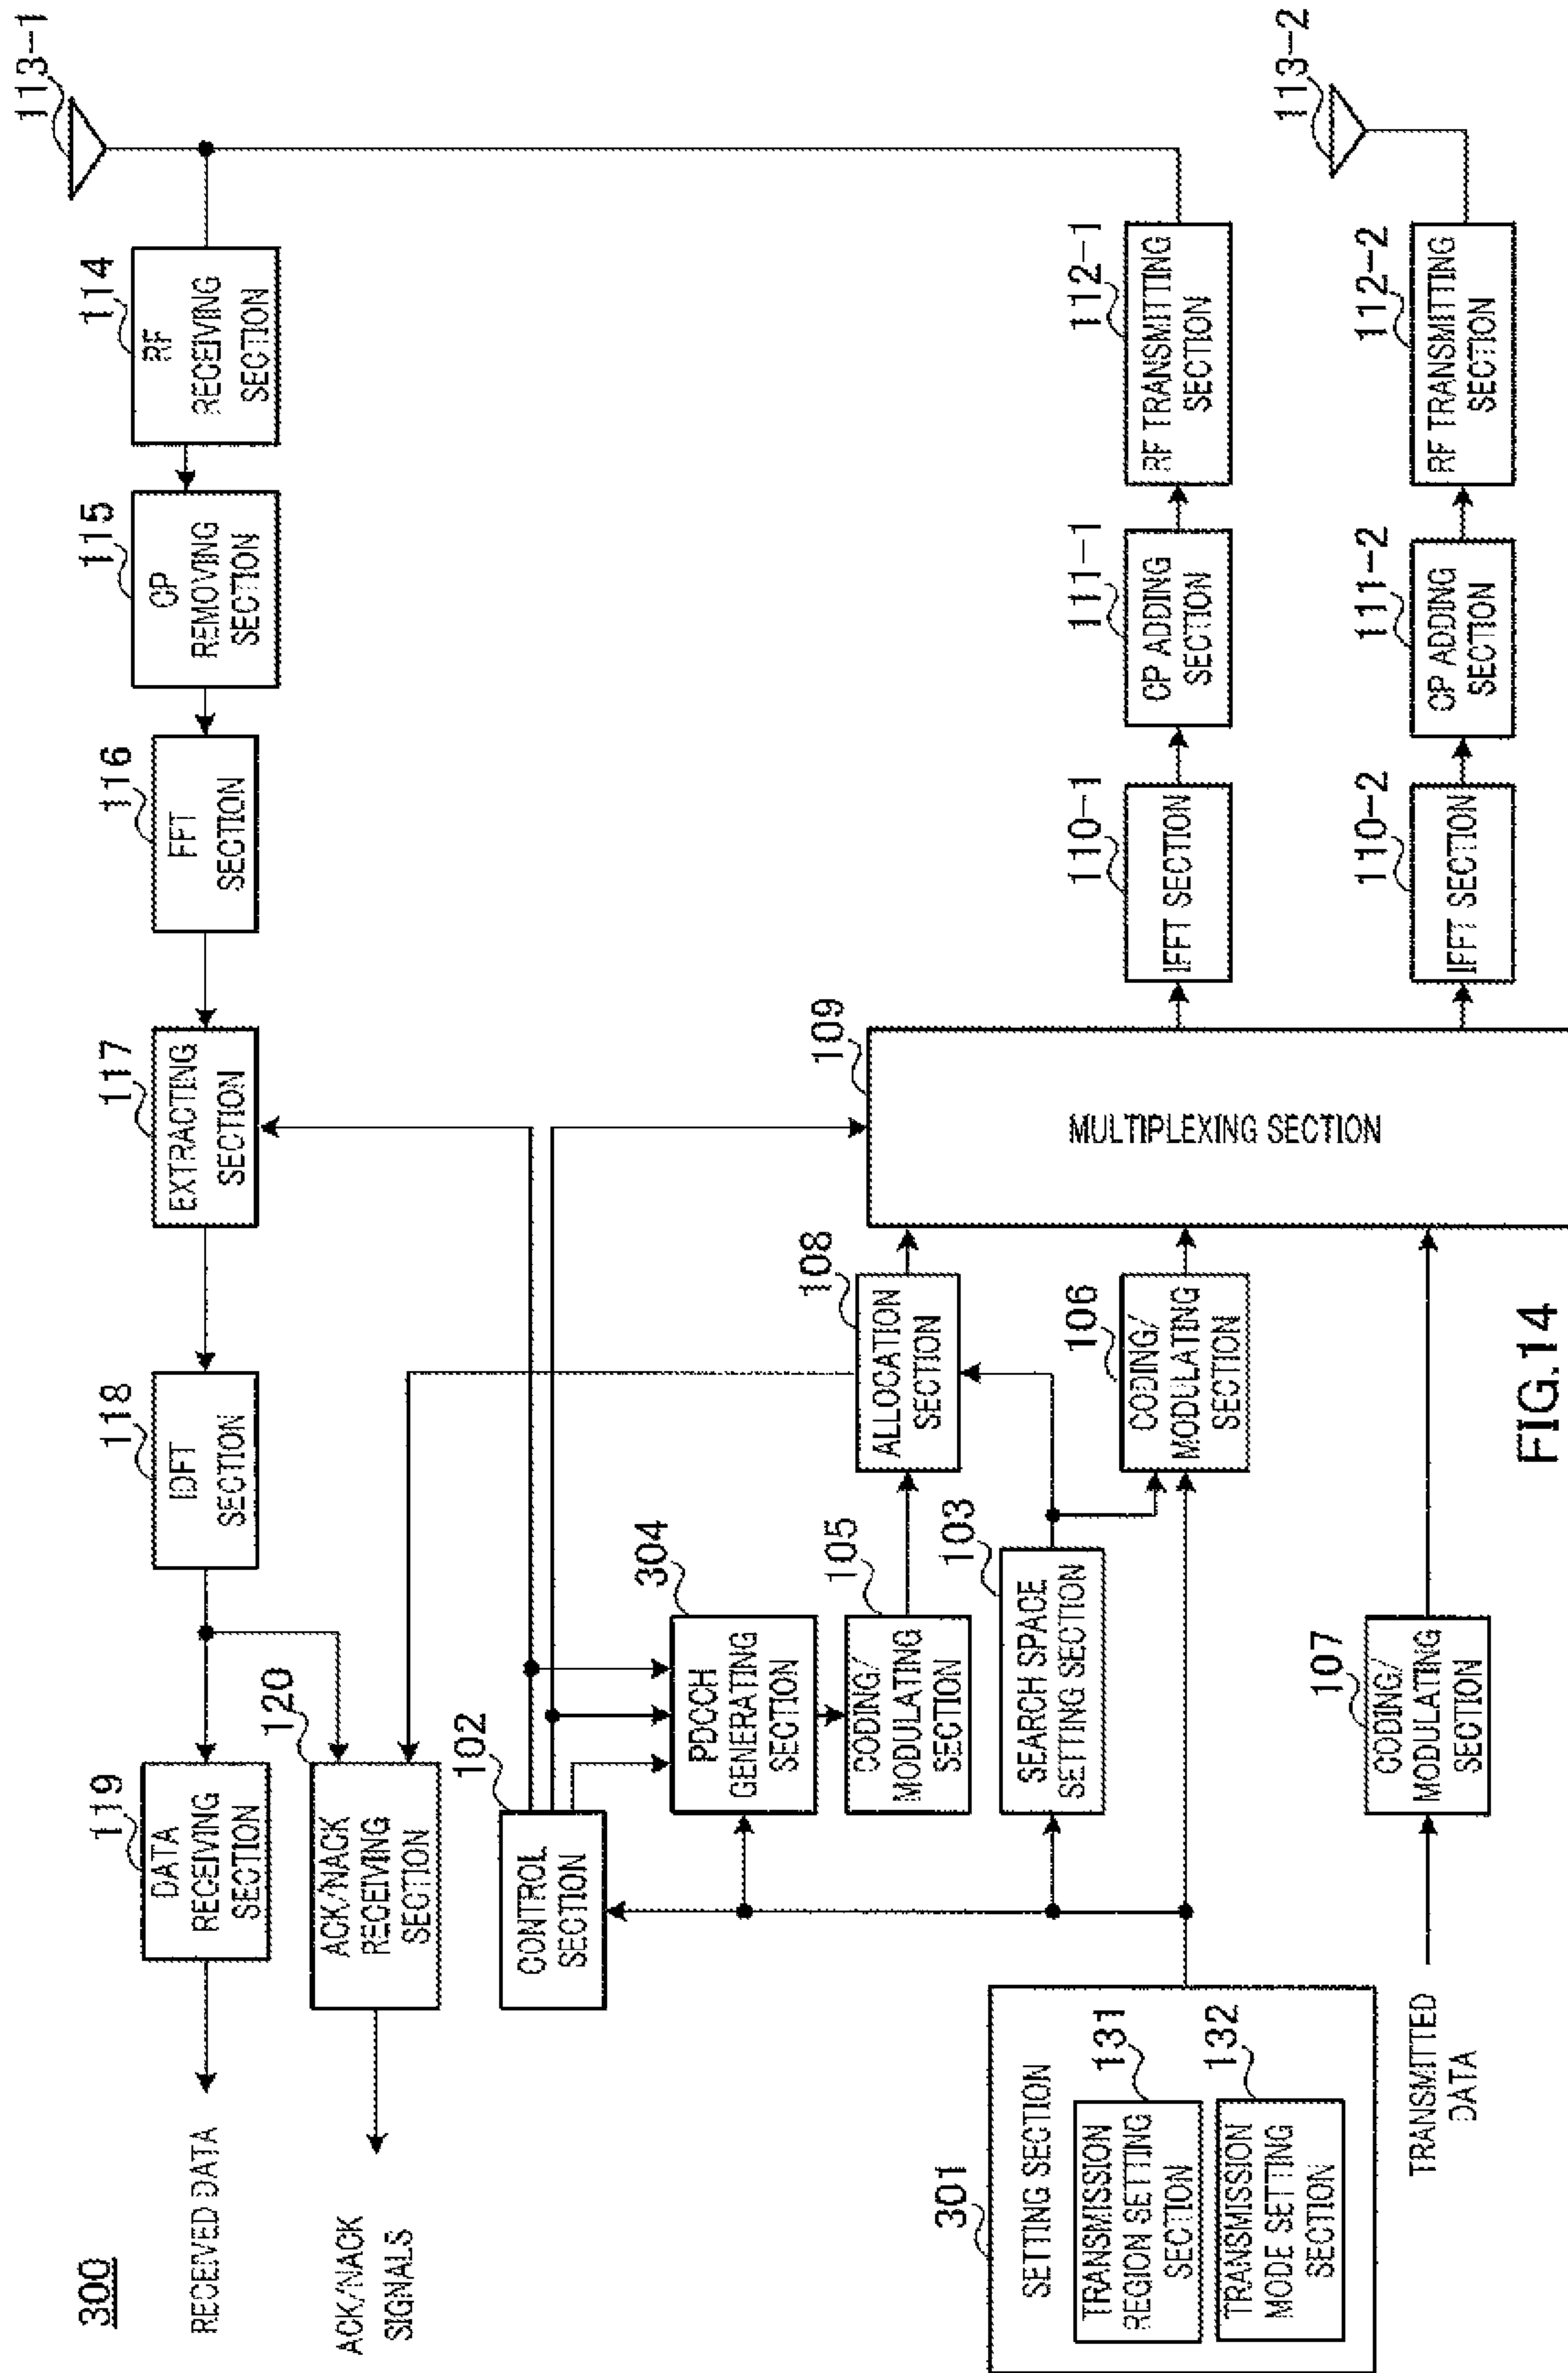 300
RECEIVED DATA
119
DATA
RECEIVING
SECTION
118
IDFT
SECTION
117
EXTRACTING
SECTION
116
FFT
SECTION
115
CP
REMOVING
SECTION
114
RF
RECEIVING
SECTION
113-1
ACK/NACK
SIGNALS
120
ACK/NACK
RECEIVING
SECTION
102
CONTROL
SECTION
304
PDCCH
GENERATING
SECTION
105
CODING/
MODULATING
SECTION
108
ALLOCATION
SECTION
109
MULTIPLEXING SECTION
110-1
IFFT SECTION
111-1
CP ADDING
SECTION
112-1
RF TRANSMITTING
SECTION
301
SETTING SECTION
131
TRANSMISSION
REGION SETTING
SECTION
132
TRANSMISSION
MODE SETTING
SECTION
103
SEARCH SPACE
SETTING SECTION
106
CODING/
MODULATING
SECTION
110-2
IFFT SECTION
111-2
CP ADDING
SECTION
112-2
RF TRANSMITTING
SECTION
113-2
TRANSMITTED
DATA
107
CODING/
MODULATING
SECTION
FIG.14